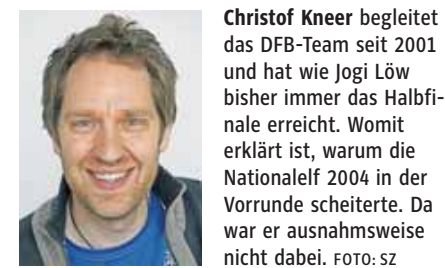 Christof Kneer begleitet
das DFB-Team seit 2001
und hat wie Jogi Löw
bisher immer das Halbfi-
nale erreicht. Womit
erklärt ist, warum die
Nationalelf 2004 in der
Vorrunde scheiterte. Da
war er ausnahmsweise
nicht dabei. FOTO: SZ